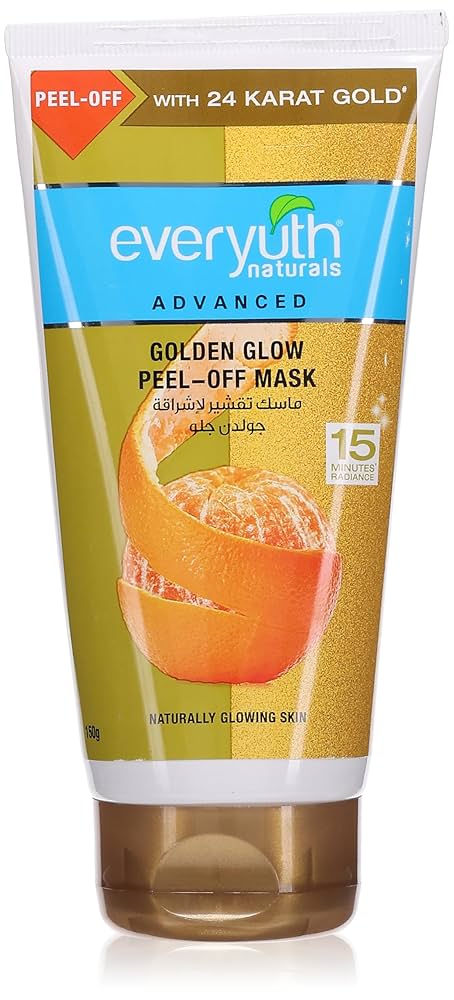 PEEL-OFF
WITH 24 KARAT GOLD#
everyuth®
naturals
ADVANCED
GOLDEN GLOW
PEEL-OFF MASK
ماسك تقشير لإشراقة
جولدن جلو
15
MINUTES*
RADIANCE
NATURALLY GLOWING SKIN
150g